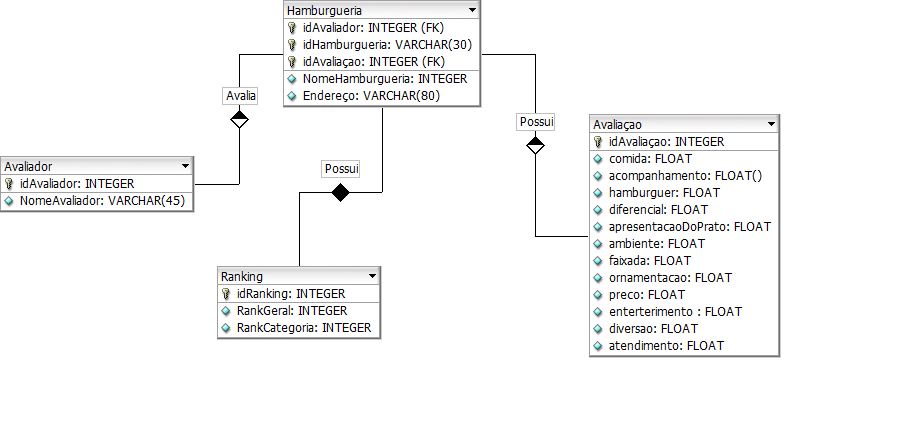 Hamburgueria
idAvaliador: INTEGER (FK)
idHamburgueria: VARCHAR(30)
idAvaliaçao: INTEGER (FK)
NomeHamburgueria: INTEGER
Endereço: VARCHAR(80)
Avalia
Possui
Possui
Avaliador
idAvaliador: INTEGER
NomeAvaliador: VARCHAR(45)
Ranking
idRanking: INTEGER
RankGeral: INTEGER
RankCategoria: INTEGER
Avaliaçao
idAvaliaçao: INTEGER
comida: FLOAT
acompanhamento: FLOAT()
hamburguer: FLOAT
diferencial: FLOAT
apresentacaoDoPrato: FLOAT
ambiente: FLOAT
faixada: FLOAT
ornamentacao: FLOAT
preco: FLOAT
enterterimento : FLOAT
diversao: FLOAT
atendimento: FLOAT